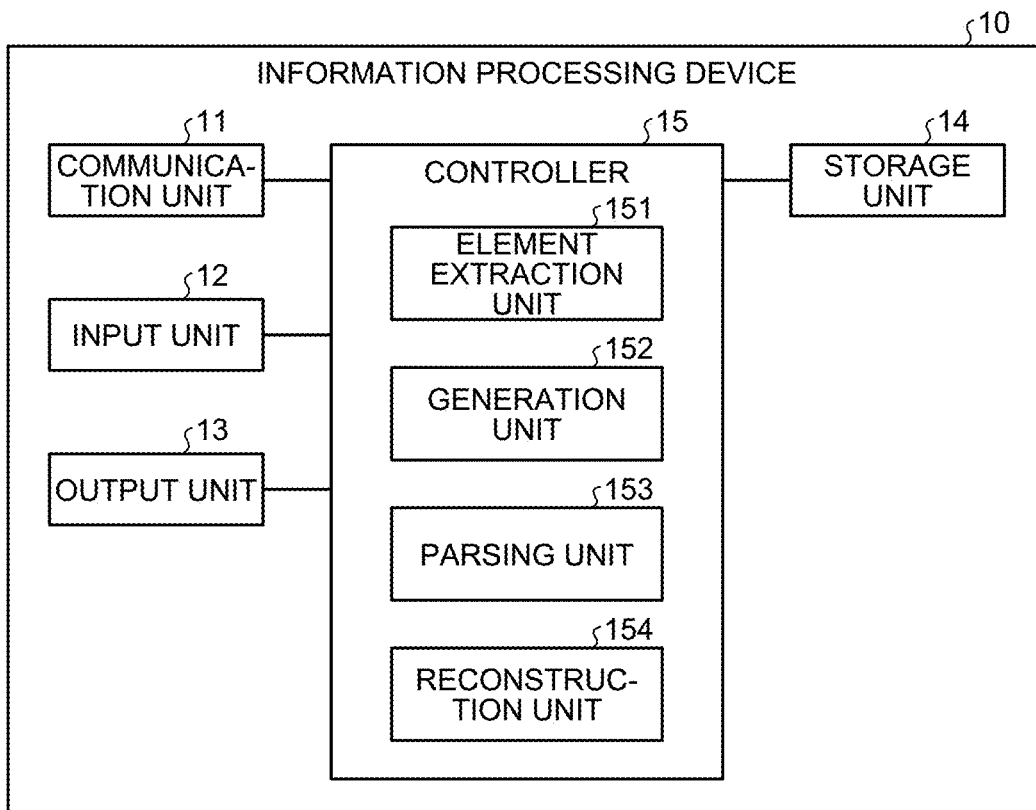 10
INFORMATION PROCESSING DEVICE
11
COMMUNICA-
TION UNIT
12
INPUT UNIT
13
OUTPUT UNIT
15
CONTROLLER
151
ELEMENT
EXTRACTION
UNIT
152
GENERATION
UNIT
153
PARSING UNIT
154
RECONSTRUC-
TION UNIT
14
STORAGE
UNIT